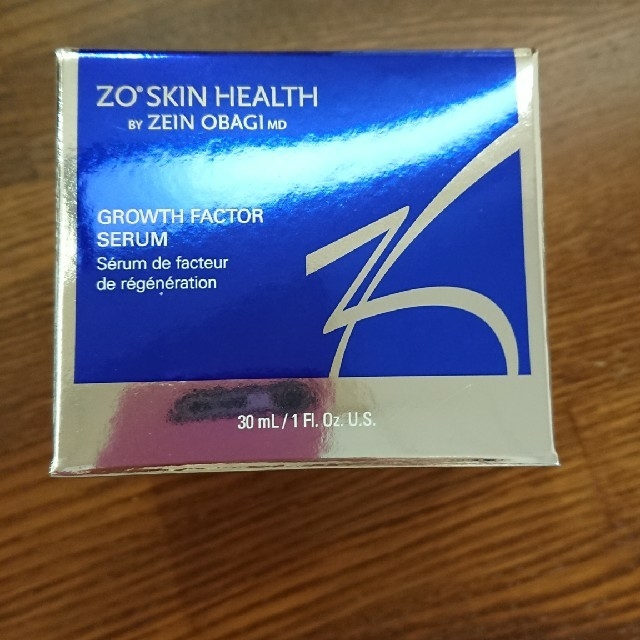 ZO® SKIN HEALTH
BY ZEIN OBAGI MD
GROWTH FACTOR
SERUM
Sérum de facteur
de régénération
30 mL / 1 Fl. Oz. U.S.